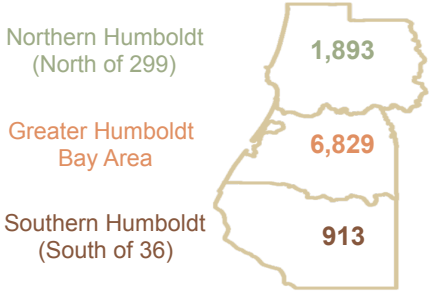 Northern Humboldt
(North of 299)
1,893
Greater Humboldt
Bay Area
6,829
Southern Humboldt
(South of 36)
913